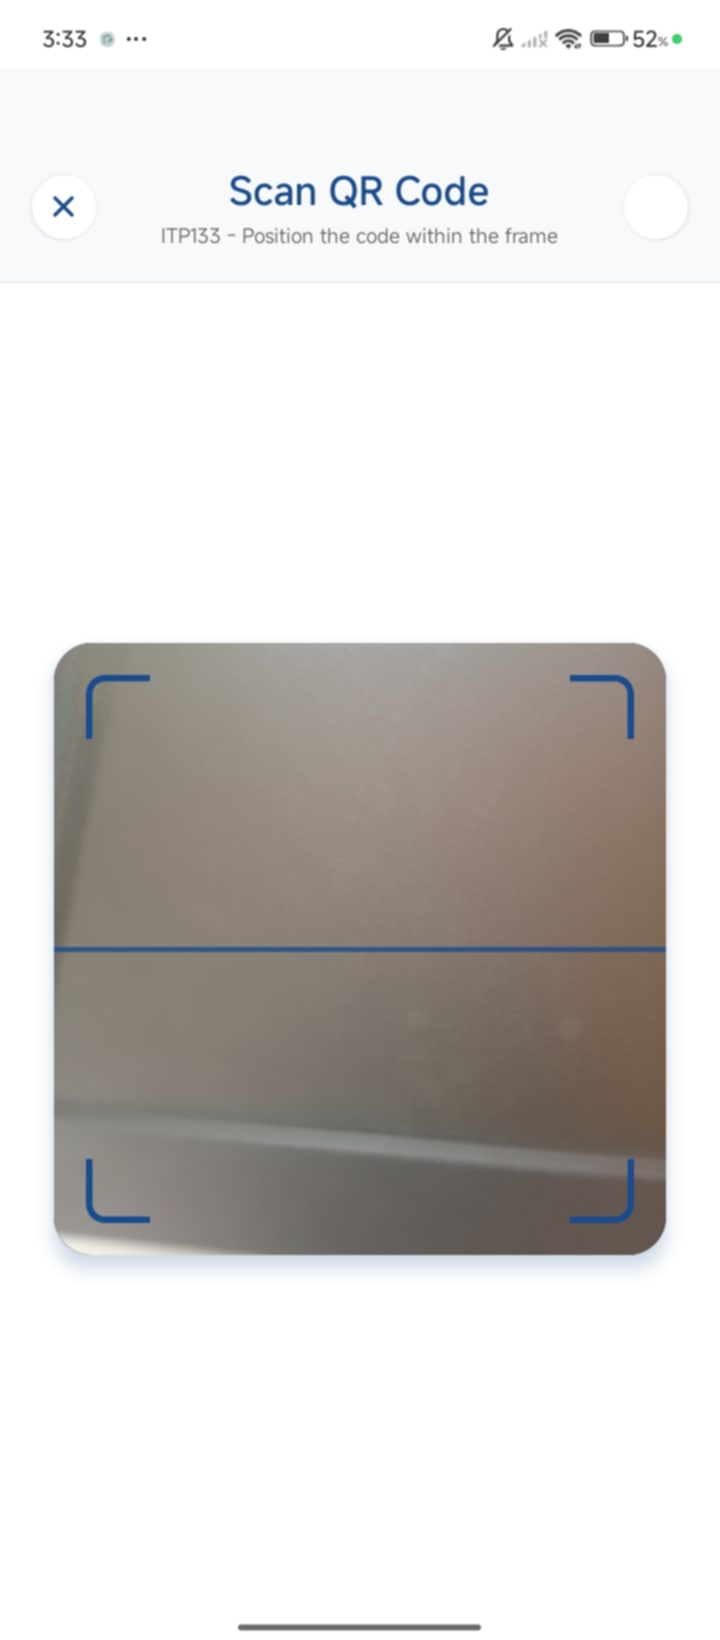 3:33 ... 52%
Scan QR Code
ITP133 - Position the code within the frame